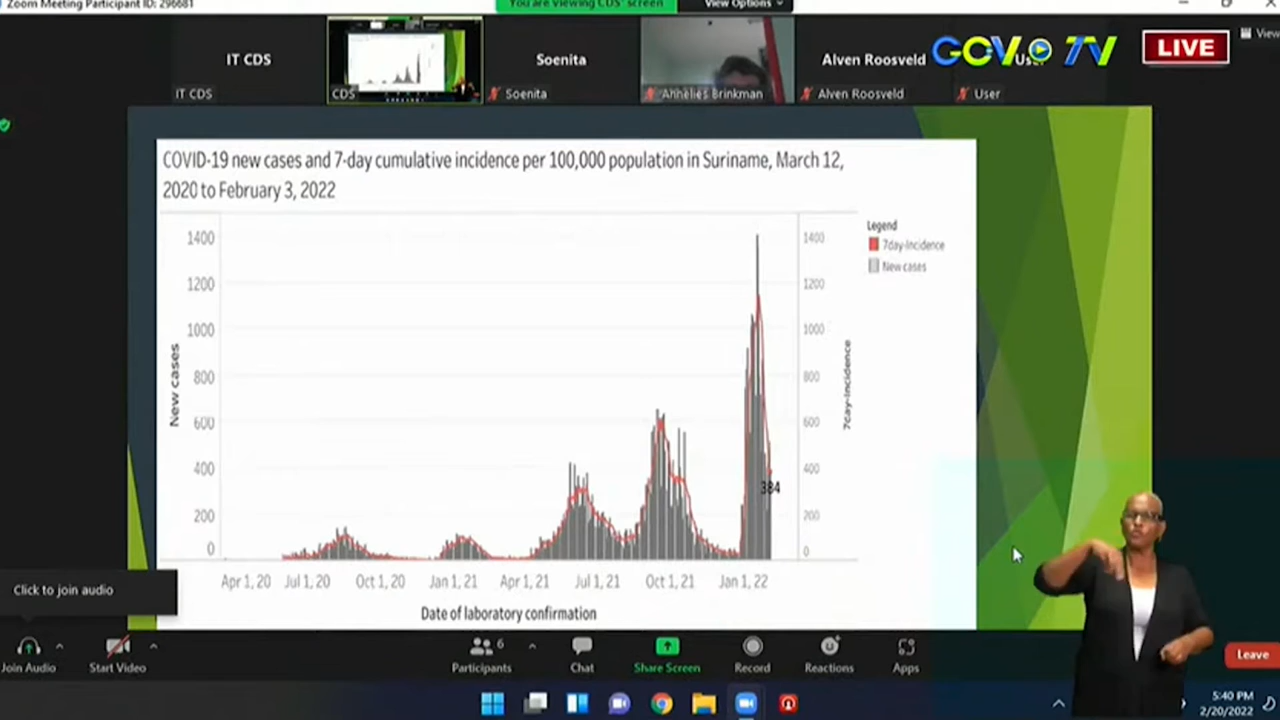 Zoom Meeting Participant ID: 296681
You are viewing CDS' screen
View Options
IT CDS
Soenita
Alven Roosveld
GOV TV
LIVE
View
IT CDS
CDS
Soenita
Annelies Brinkman
Alven Roosveld
User
COVID-19 new cases and 7-day cumulative incidence per 100,000 population in Suriname, March 12,
2020 to February 3, 2022
Legend
7day-Incidence
New cases
1400
1200
1000
800
600
400
200
0
New cases
1400
1200
1000
800
600
400
200
0
7day-Incidence
384
Apr 1, 20
Jul 1, 20
Oct 1, 20
Jan 1, 21
Apr 1, 21
Jul 1, 21
Oct 1, 21
Jan 1, 22
Date of laboratory confirmation
Click to join audio
Join Audio
Start Video
6
Participants
Chat
Share Screen
Record
Reactions
Apps
Leave
5:40 PM
2/20/2022